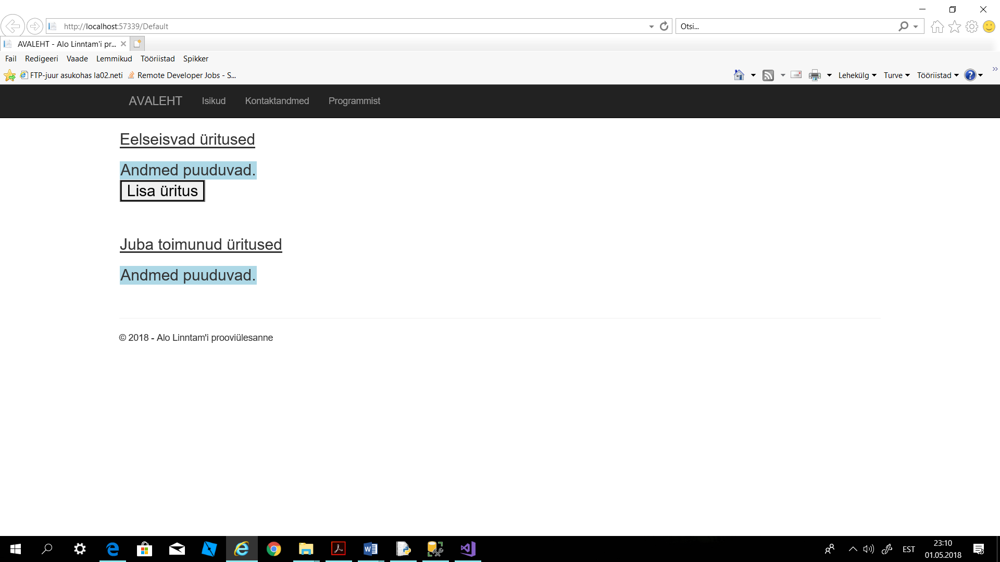 http://localhost:57339/Default
Otsi...
AVALEHT - Alo Linntam'i pr...
Fail Redigeeri Vaade Lemmikud Tööriistad Spikker
FTP-juur asukohas la02.neti Remote Developer Jobs - S...
Lehekülg Turve Tööriistad
AVALEHT Isikud Kontaktandmed Programmist
Eelseisvad üritused
Andmed puuduvad.
Lisa üritus
Juba toimunud üritused
Andmed puuduvad.
© 2018 - Alo Linntam'i prooviülesanne
EST
23:10
01.05.2018